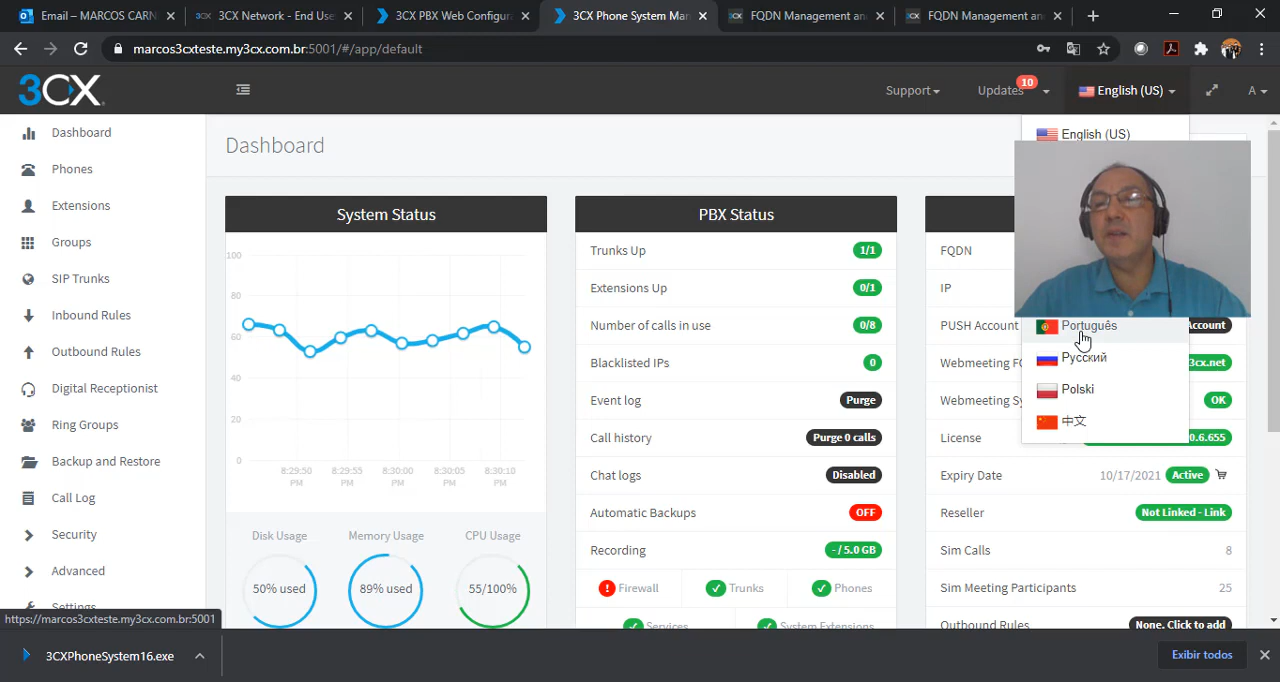 Email – MARCOS CARN
3CX Network - End Use
3CX PBX Web Configura
3CX Phone System Man
FQDN Management an
FQDN Management an
marcos3cxteste.my3cx.com.br:5001/#/app/default
3CX
Support
Updates
10
English (US)
A
Dashboard
Phones
Extensions
Groups
SIP Trunks
Inbound Rules
Outbound Rules
Digital Receptionist
Ring Groups
Backup and Restore
Call Log
Security
Advanced
Settings
Dashboard
System Status
100
80
60
40
20
0
8:29:50 PM
8:29:55 PM
8:30:00 PM
8:30:05 PM
8:30:10 PM
Disk Usage
Memory Usage
CPU Usage
50% used
89% used
55/100%
PBX Status
Trunks Up 1/1
Extensions Up 0/1
Number of calls in use 0/8
Blacklisted IPs 0
Event log Purge
Call history Purge 0 calls
Chat logs Disabled
Automatic Backups OFF
Recording - / 5.0 GB
Firewall
Trunks
Phones
Services
System Extensions
FQDN
IP
PUSH Account
Account
Webmeeting
3cx.net
Webmeeting
OK
License
0.6.655
Expiry Date 10/17/2021 Active
Reseller Not Linked - Link
Sim Calls 8
Sim Meeting Participants 25
Outbound Rules None. Click to add
English (US)
Português
Русский
Polski
中文
https://marcos3cxteste.my3cx.com.br:5001
3CXPhoneSystem16.exe
Exibir todos